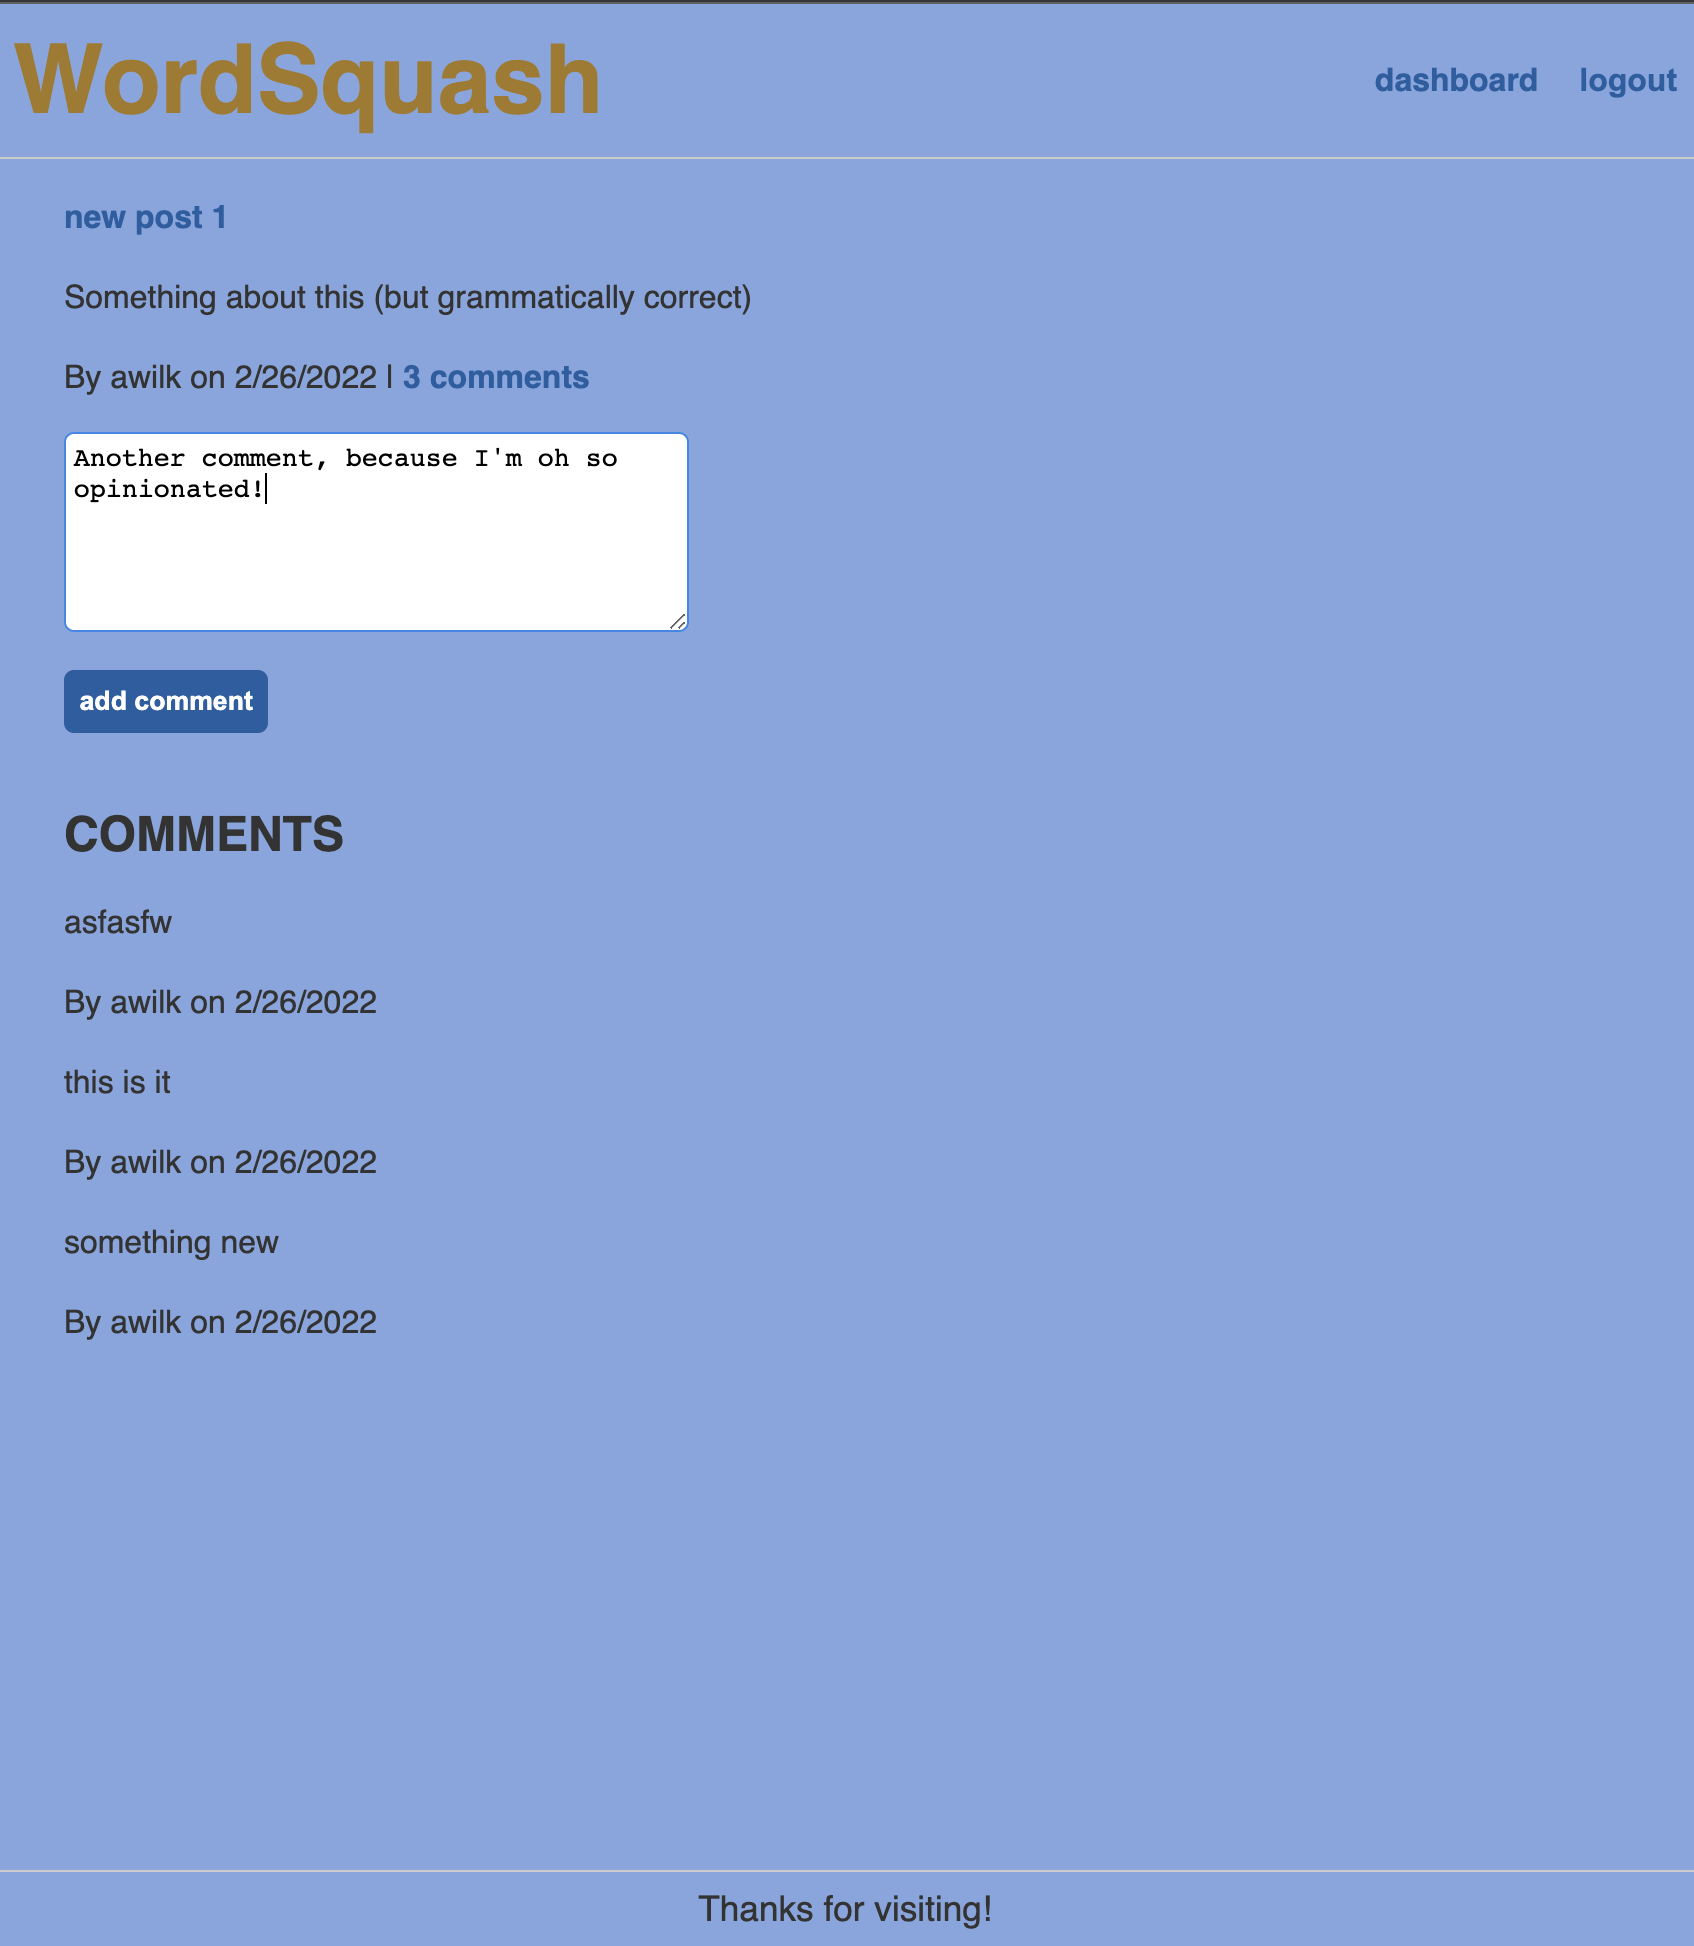 WordSquash
dashboard logout
new post 1
Something about this (but grammatically correct)
By awilk on 2/26/2022 | 3 comments
Another comment, because I'm oh so
opinionated!
add comment
COMMENTS
asfasfw
By awilk on 2/26/2022
this is it
By awilk on 2/26/2022
something new
By awilk on 2/26/2022
Thanks for visiting!